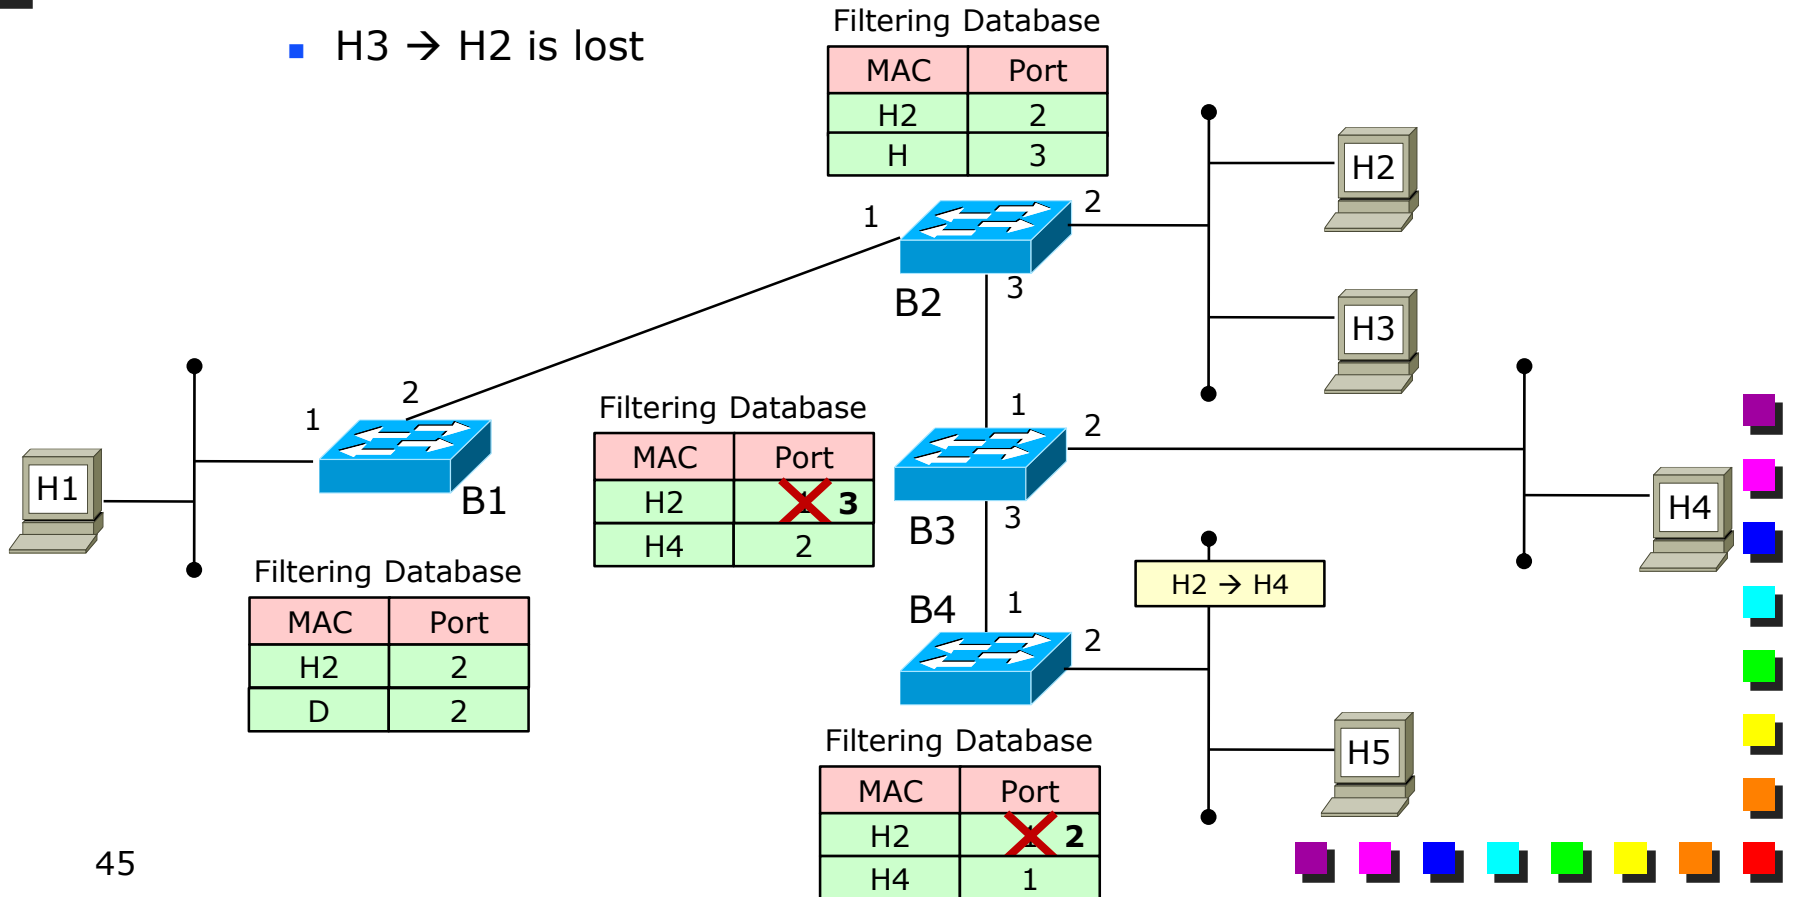 H3 → H2 is lost
Filtering Database
MAC Port
H2 2
H 3
1
2
3
B2
H2
H3
H1
1
2
B1
Filtering Database
MAC Port
H2 2
D 2
Filtering Database
MAC Port
H2 3
H4 2
1
2
3
B3
H4
B4
1
2
H2 → H4
H5
Filtering Database
MAC Port
H2 2
H4 1
45